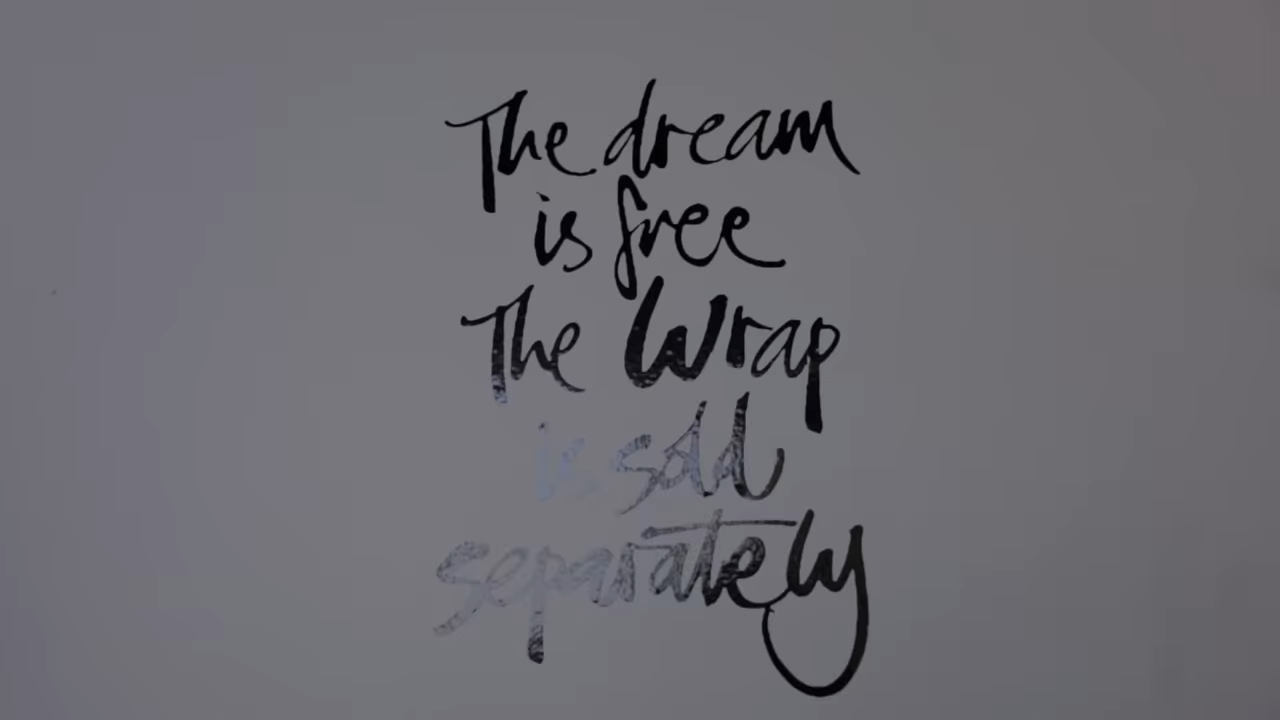 The dream
is free
The Wrap
is sold
separately